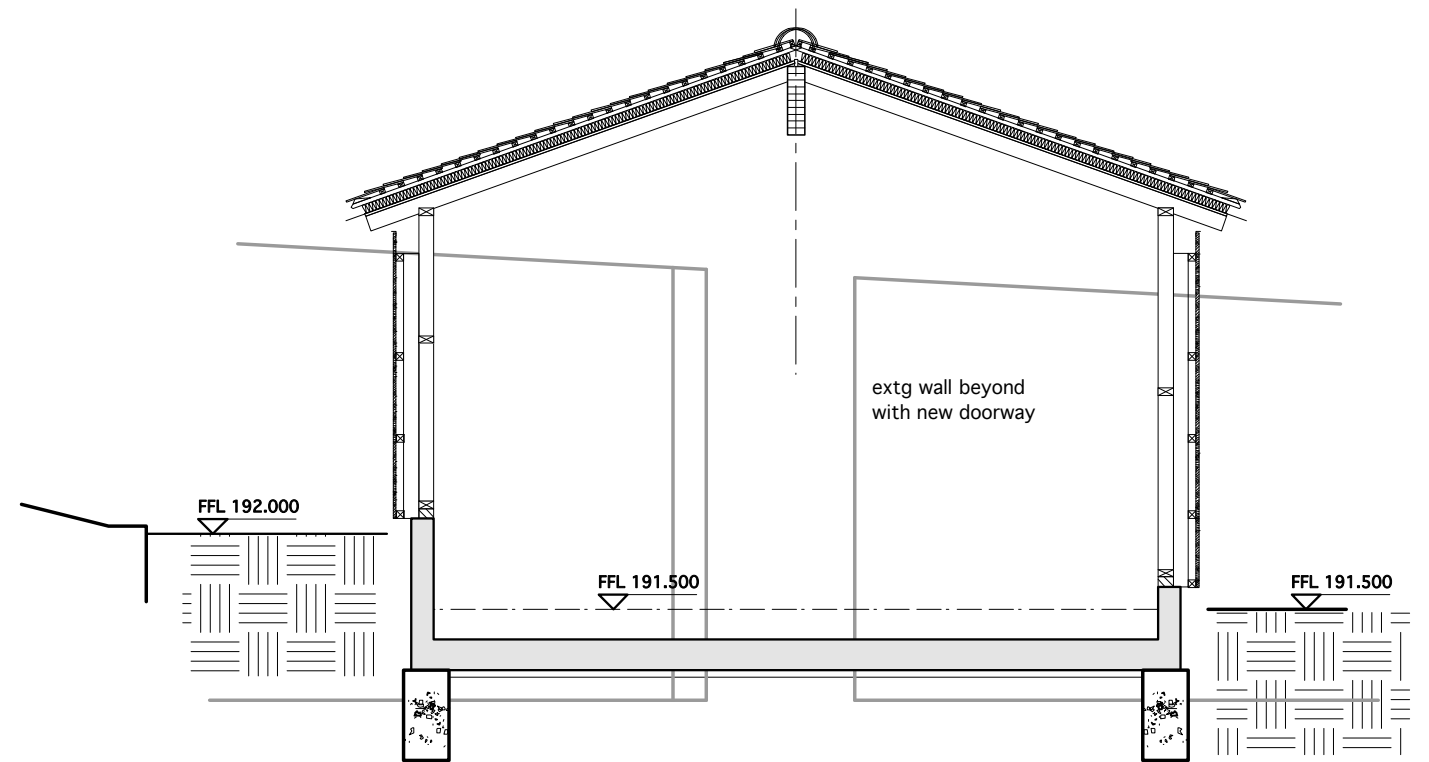 extg wall beyond
with new doorway
FFL 192.000
FFL 191.500
FFL 191.500